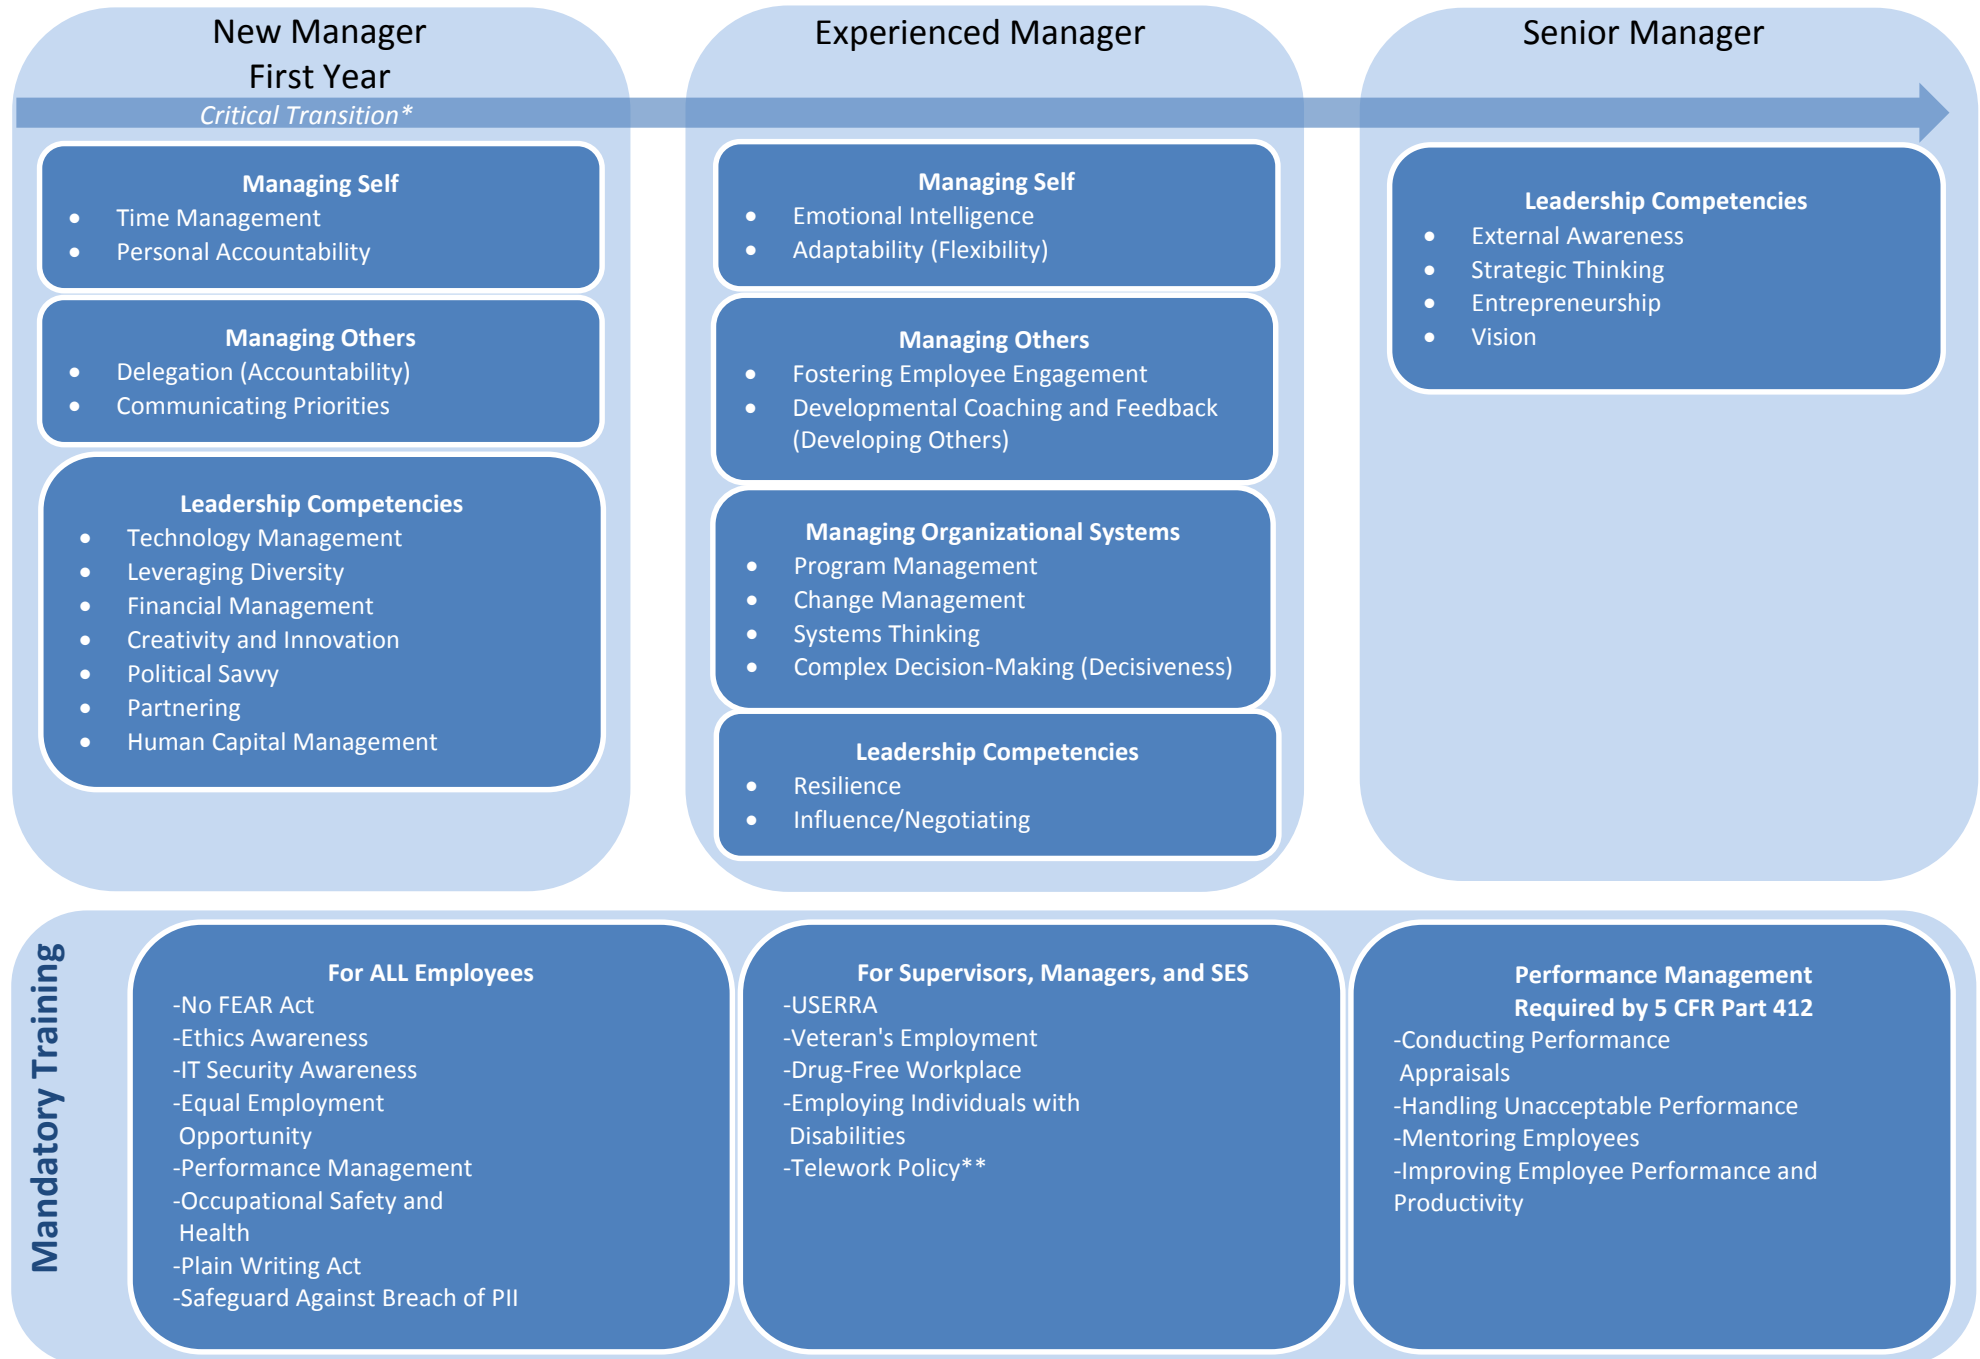 New Manager
First Year
Critical Transition*
Managing Self
• Time Management
• Personal Accountability
Managing Others
• Delegation (Accountability)
• Communicating Priorities
Leadership Competencies
• Technology Management
• Leveraging Diversity
• Financial Management
• Creativity and Innovation
• Political Savvy
• Partnering
• Human Capital Management
Experienced Manager
Managing Self
• Emotional Intelligence
• Adaptability (Flexibility)
Managing Others
• Fostering Employee Engagement
• Developmental Coaching and Feedback
(Developing Others)
Managing Organizational Systems
• Program Management
• Change Management
• Systems Thinking
• Complex Decision-Making (Decisiveness)
Leadership Competencies
• Resilience
• Influence/Negotiating
Senior Manager
Leadership Competencies
• External Awareness
• Strategic Thinking
• Entrepreneurship
• Vision
Mandatory Training
For ALL Employees
-No FEAR Act
-Ethics Awareness
-IT Security Awareness
-Equal Employment
Opportunity
-Performance Management
-Occupational Safety and
Health
-Plain Writing Act
-Safeguard Against Breach of PII
For Supervisors, Managers, and SES
-USERRA
-Veteran's Employment
-Drug-Free Workplace
-Employing Individuals with
Disabilities
-Telework Policy**
Performance Management
Required by 5 CFR Part 412
-Conducting Performance
Appraisals
-Handling Unacceptable Performance
-Mentoring Employees
-Improving Employee Performance and
Productivity